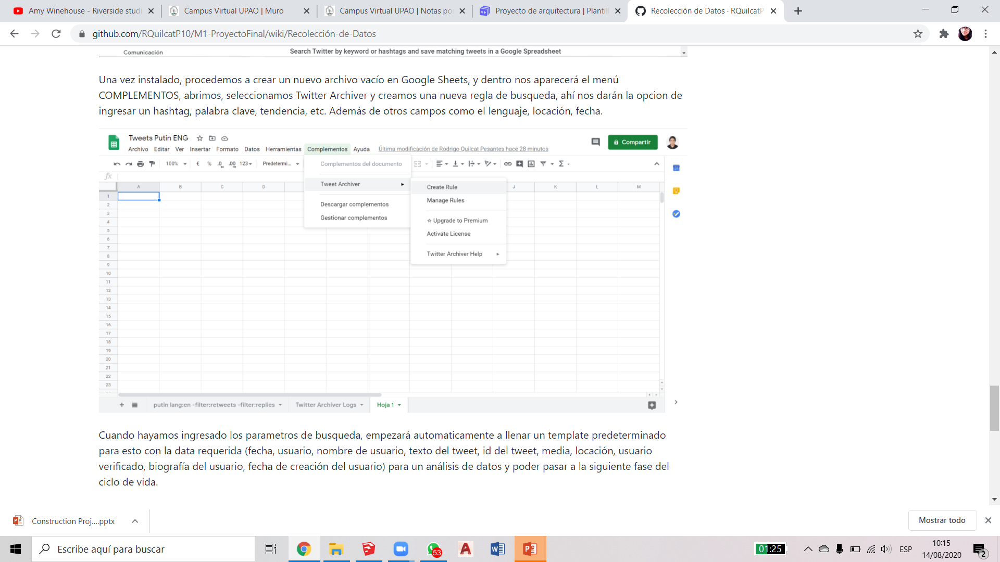 Amy Winehouse - Riverside studi
Campus Virtual UPAO | Muro
Campus Virtual UPAO | Notas po
Proyecto de arquitectura | Plantil
Recolección de Datos · RQuilcatP
github.com/RQuilcatP10/M1-ProyectoFinal/wiki/Recolección-de-Datos
Comunicación
Search Twitter by keyword or hashtags and save matching tweets in a Google Spreadsheet
Una vez instalado, procedemos a crear un nuevo archivo vacío en Google Sheets, y dentro nos aparecerá el menú
COMPLEMENTOS, abrimos, seleccionamos Twitter Archiver y creamos una nueva regla de busqueda, ahí nos darán la opcion de
ingresar un hashtag, palabra clave, tendencia, etc. Además de otros campos como el lenguaje, locación, fecha.
Tweets Putin ENG
Compartir
Archivo Editar Ver Insertar Formato Datos Herramientas Complementos Ayuda Última modificación de Rodrigo Quilcat Pesantes hace 28 minutos
100% € % .0 .00 123 Predetermi...
fx
Complementos del documento
Tweet Archiver
Descargar complementos
Gestionar complementos
Create Rule
Manage Rules
☆ Upgrade to Premium
Activate License
Twitter Archiver Help
A B C D J K L M
1
2
3
4
5
6
7
8
9
10
11
12
13
14
15
16
17
18
19
20
21
22
23
putin lang:en -filter:retweets -filter:replies
Twitter Archiver Logs
Hoja 1
Cuando hayamos ingresado los parametros de busqueda, empezará automaticamente a llenar un template predeterminado
para esto con la data requerida (fecha, usuario, nombre de usuario, texto del tweet, id del tweet, media, locación, usuario
verificado, biografía del usuario, fecha de creación del usuario) para un análisis de datos y poder pasar a la siguiente fase del
ciclo de vida.
Construction Proj....pptx
Mostrar todo
Escribe aquí para buscar
53
01:25
ESP
10:15
14/08/2020
2